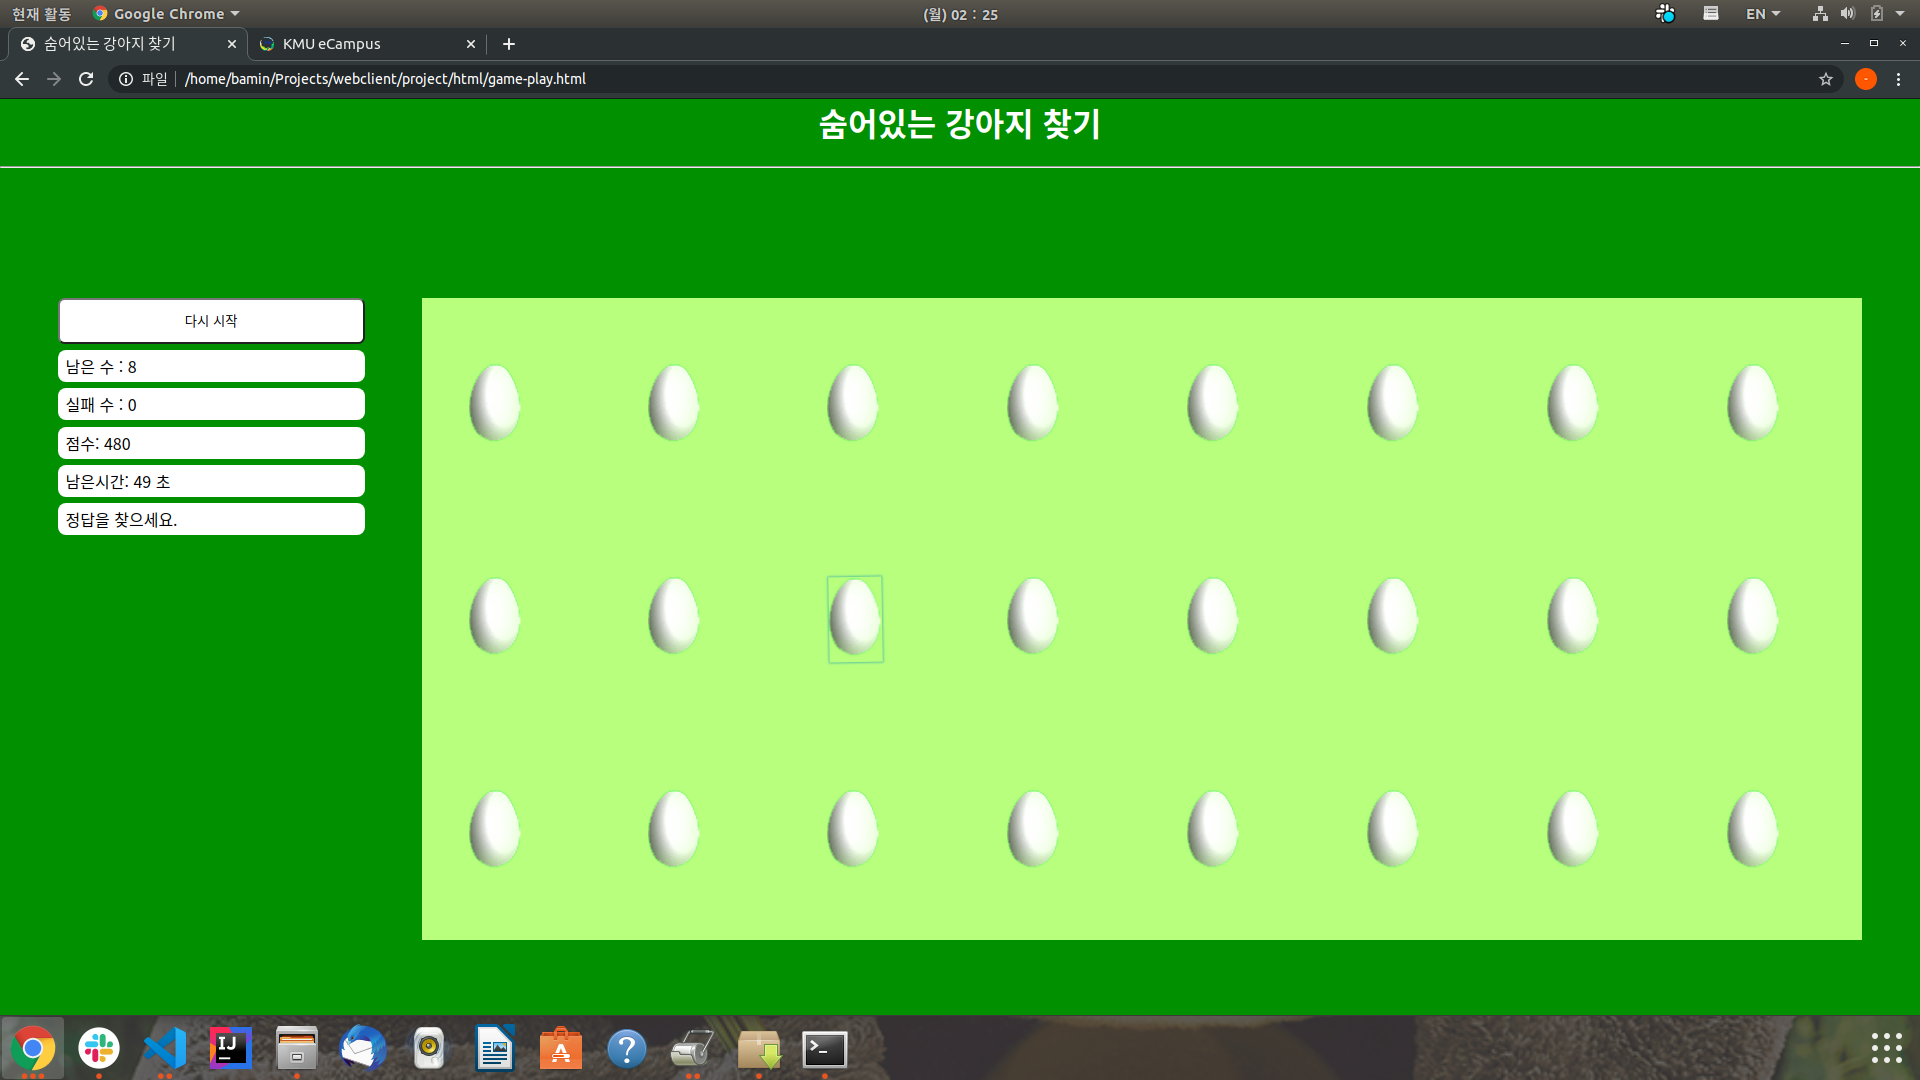 현재 활동 Google Chrome (월) 02 : 25 EN
숨어있는 강아지 찾기 KMU eCampus
파일 /home/bamin/Projects/webclient/project/html/game-play.html
숨어있는 강아지 찾기
다시 시작
남은 수 : 8
실패 수 : 0
점수: 480
남은시간: 49 초
정답을 찾으세요.
IJ
A
?
>_